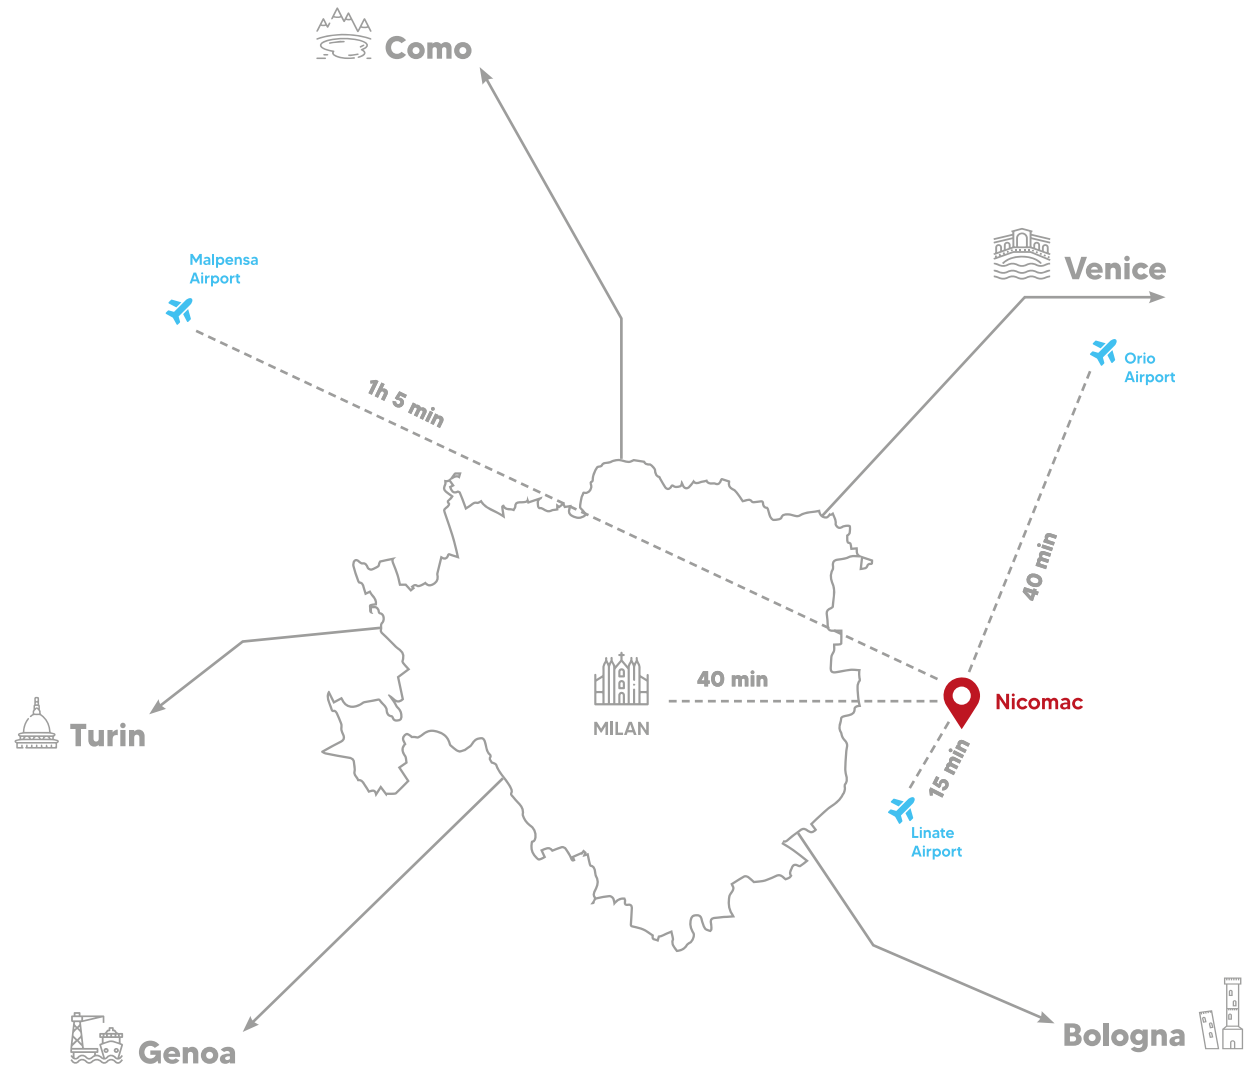 Como
Malpensa
Airport
Venice
Orio
Airport
1h 5 min
40 min
40 min
MILAN
Nicomac
Turin
15 min
Linate
Airport
Bologna
Genoa